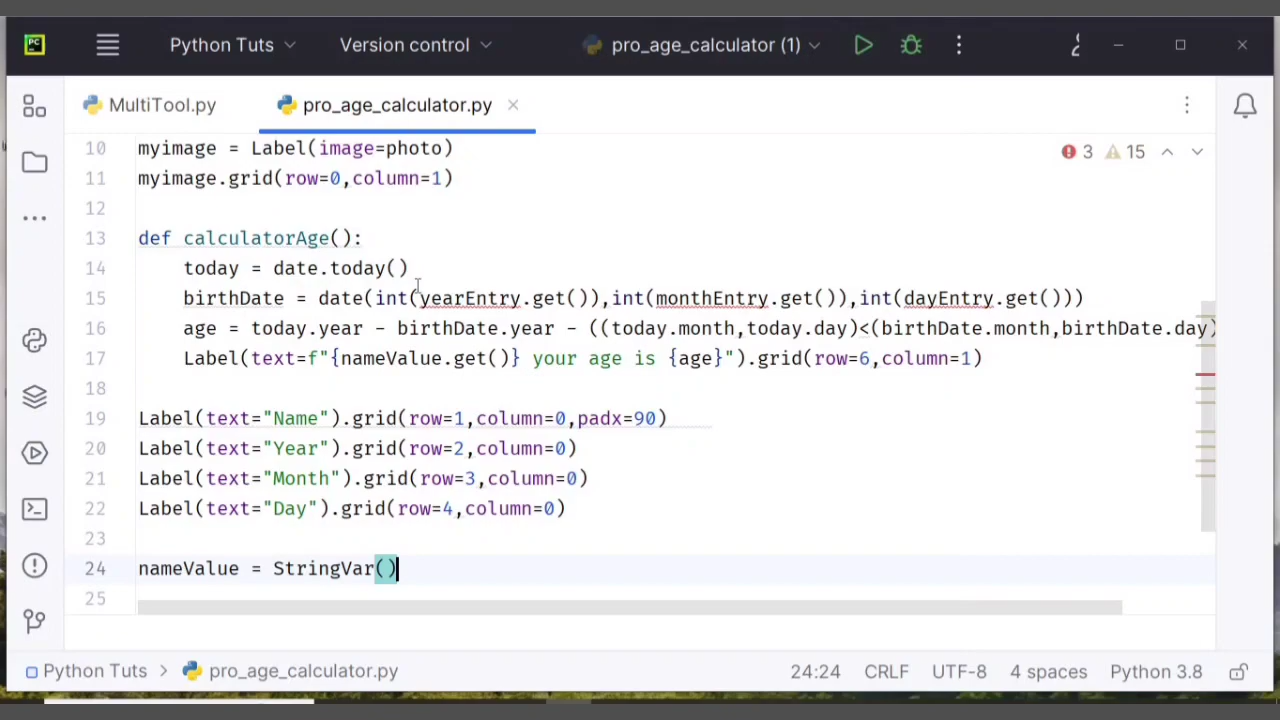 PC Python Tuts Version control pro_age_calculator (1)
MultiTool.py pro_age_calculator.py
10 myimage = Label(image=photo) 3 15
11 myimage.grid(row=0,column=1)
12
13 def calculatorAge():
14 today = date.today()
15 birthDate = date(int(yearEntry.get()),int(monthEntry.get()),int(dayEntry.get()))
16 age = today.year - birthDate.year - ((today.month,today.day)<(birthDate.month,birthDate.day)
17 Label(text=f"{nameValue.get()} your age is {age}").grid(row=6,column=1)
18
19 Label(text="Name").grid(row=1,column=0,padx=90)
20 Label(text="Year").grid(row=2,column=0)
21 Label(text="Month").grid(row=3,column=0)
22 Label(text="Day").grid(row=4,column=0)
23
24 nameValue = StringVar()
25
Python Tuts > pro_age_calculator.py 24:24 CRLF UTF-8 4 spaces Python 3.8